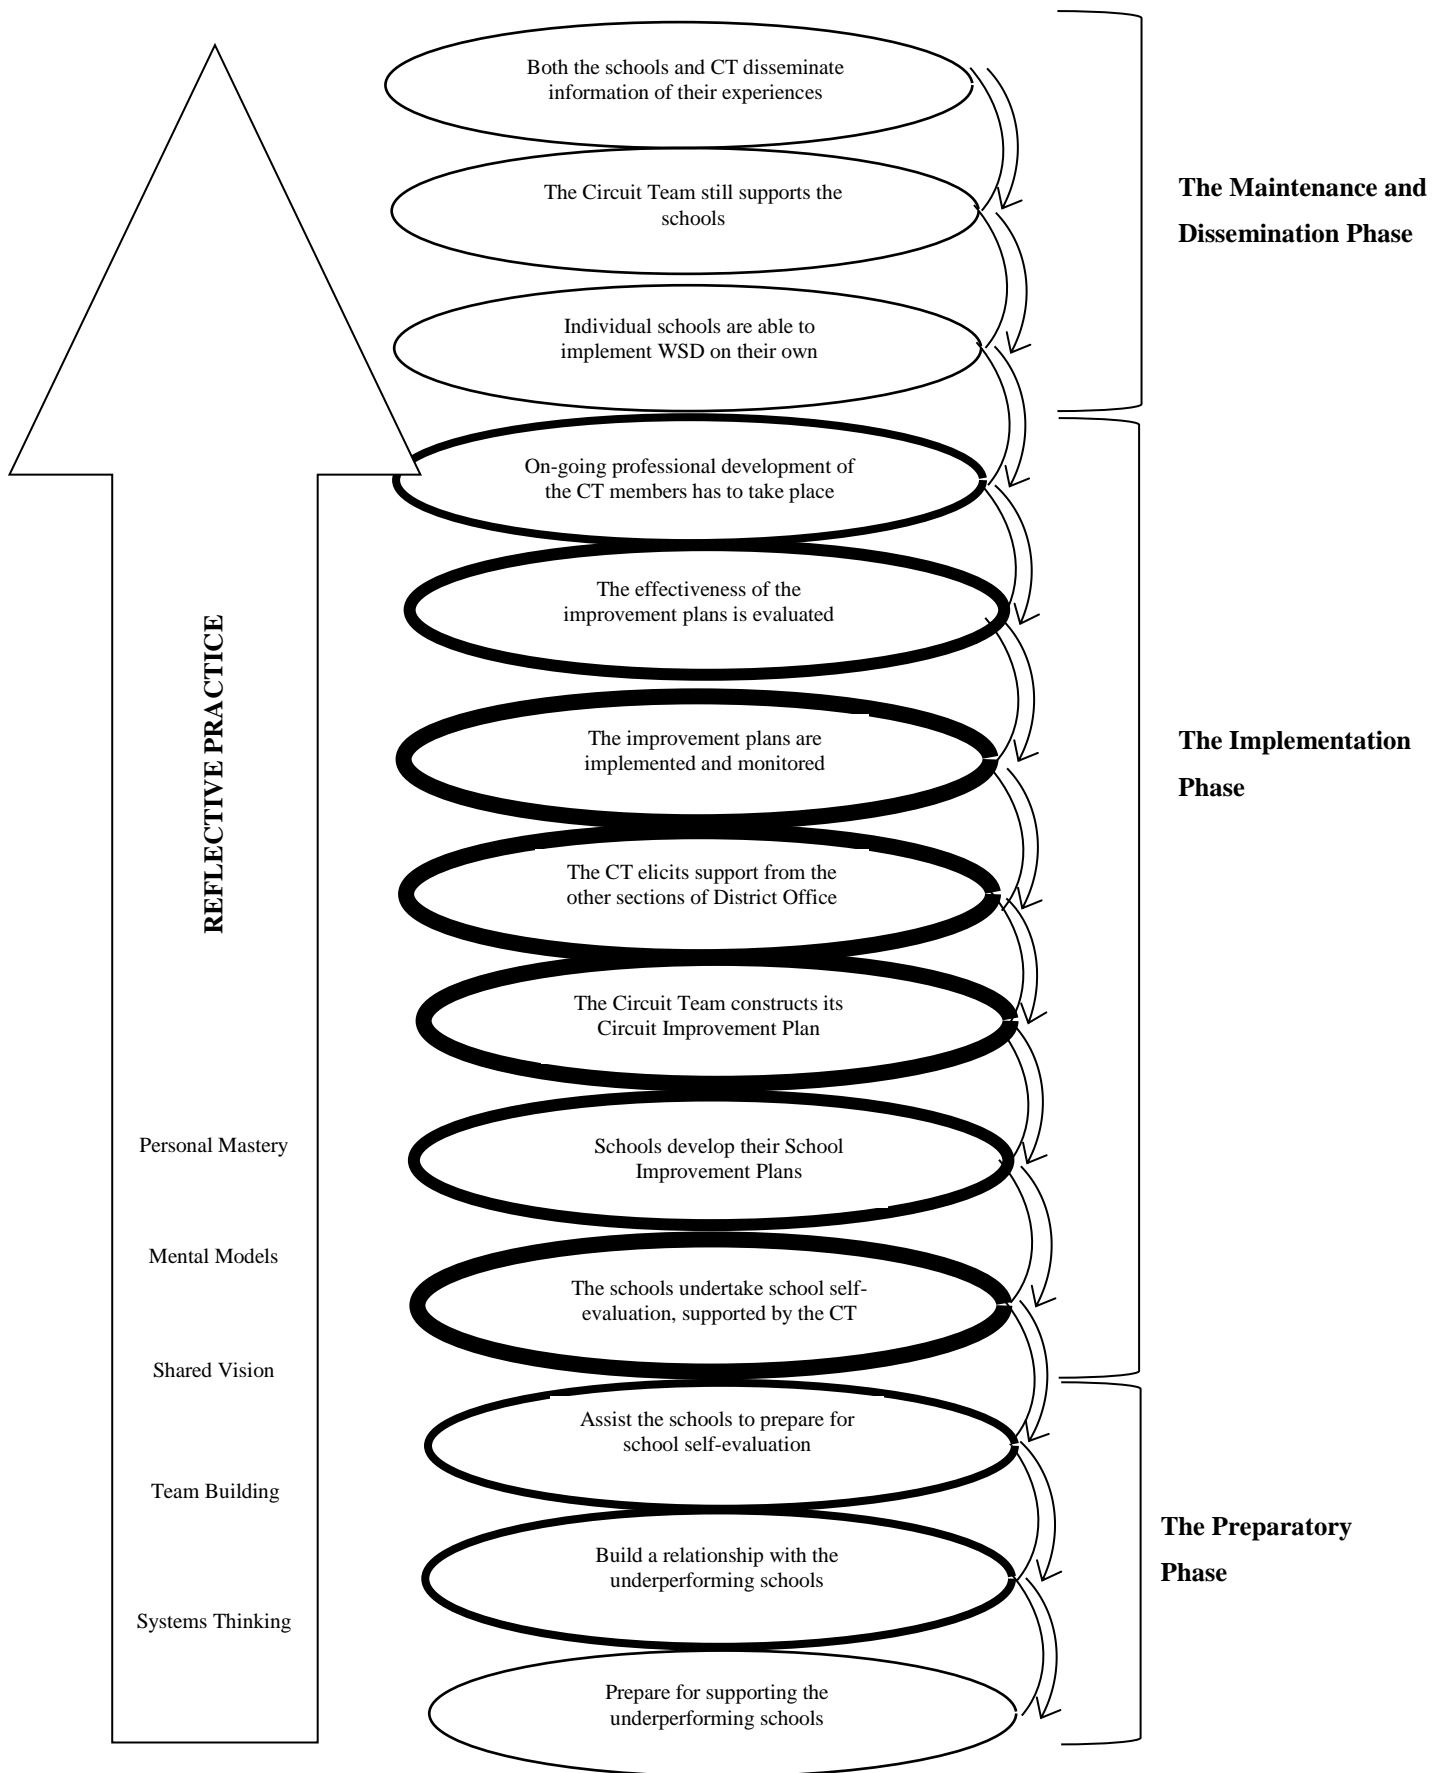 Both the schools and CT disseminate
information of their experiences
The Circuit Team still supports the
schools
Individual schools are able to
implement WSD on their own
The Maintenance and
Dissemination Phase
On-going professional development of
the CT members has to take place
The effectiveness of the
improvement plans is evaluated
The improvement plans are
implemented and monitored
The CT elicits support from the
other sections of District Office
The Circuit Team constructs its
Circuit Improvement Plan
Schools develop their School
Improvement Plans
The schools undertake school self-
evaluation, supported by the CT
The Implementation
Phase
Assist the schools to prepare for
school self-evaluation
Build a relationship with the
underperforming schools
Prepare for supporting the
underperforming schools
The Preparatory
Phase
REFLECTIVE PRACTICE
Personal Mastery
Mental Models
Shared Vision
Team Building
Systems Thinking